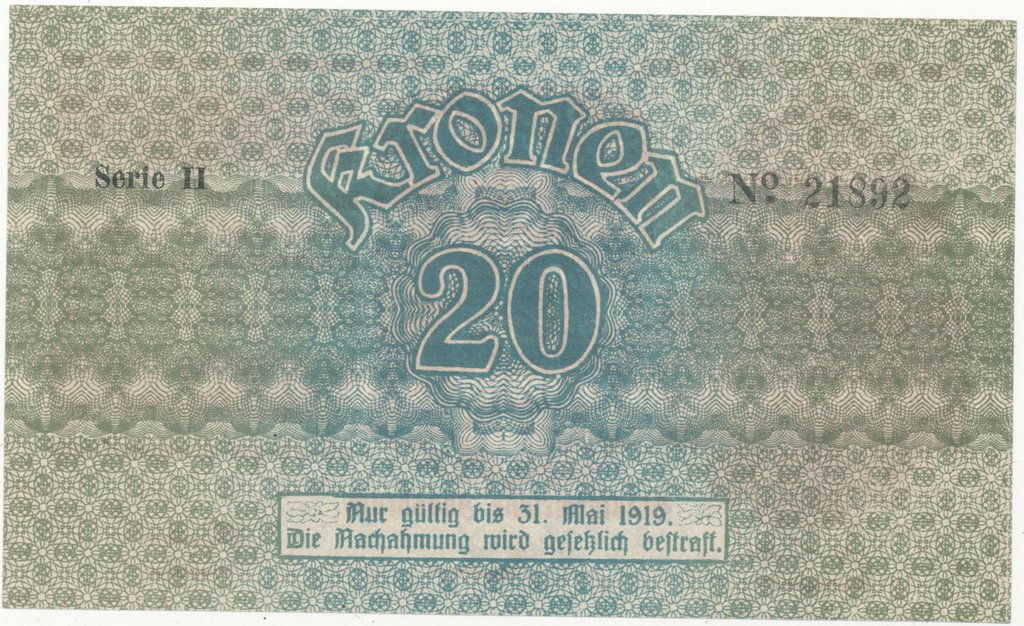 Kronen
Serie II
Nº 21892
20
Nur gültig bis 31. Mai 1919.
Die Nachahmung wird gesetzlich bestraft.